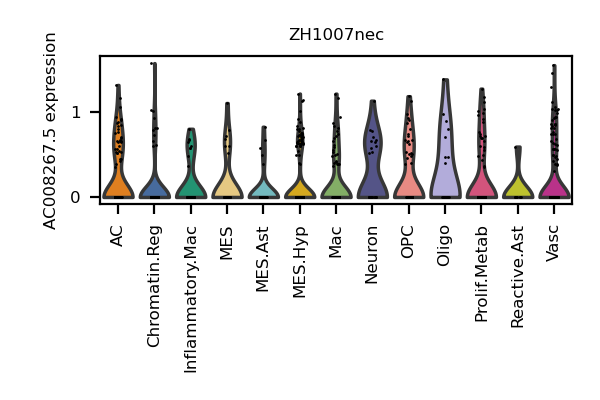 ZH1007nec
AC008267.5 expression
1
0
AC
Chromatin.Reg
Inflammatory.Mac
MES
MES.Ast
MES.Hyp
Mac
Neuron
OPC
Oligo
Prolif.Metab
Reactive.Ast
Vasc